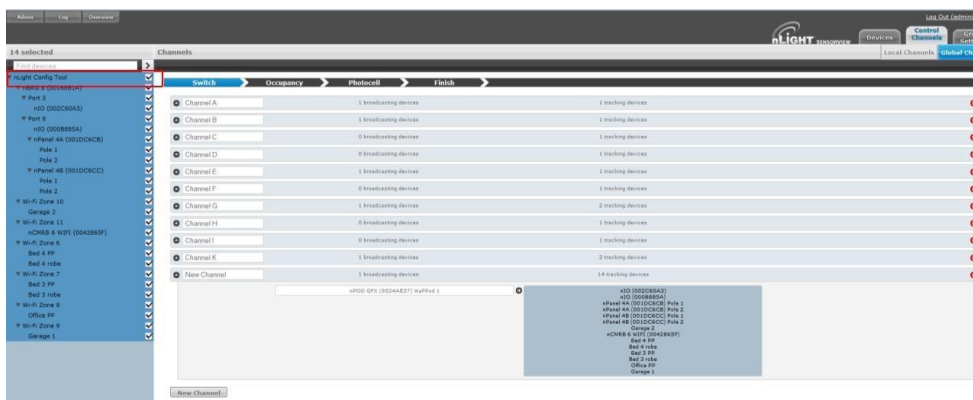 Admin Log Overview
Log Out (admin
nLIGHT SENSORVIEW
Devices Control Channels
14 selected Channels Local Channels Global Ch
Find devices
nLight Config Tool
Switch Occupancy Photocell Finish
Port 3
nIO (002C60A3)
Port 8
nIO (000B885A)
nPanel 4A (001DC6CB)
Pole 1
Pole 2
nPanel 4B (001DC6CC)
Pole 1
Pole 2
Wi-Fi Zone 10
Garage 2
Wi-Fi Zone 11
nCMRB 6 WIFI (0042865F)
Wi-Fi Zone 6
Bed 4 PP
Bed 4 robe
Wi-Fi Zone 7
Bed 3 PP
Bed 3 robe
Wi-Fi Zone 8
Office PP
Wi-Fi Zone 9
Garage 1
Channel A 1 broadcasting devices 1 tracking devices
Channel B 1 broadcasting devices 1 tracking devices
Channel C 0 broadcasting devices 1 tracking devices
Channel D 0 broadcasting devices 1 tracking devices
Channel E 1 broadcasting devices 1 tracking devices
Channel F 0 broadcasting devices 1 tracking devices
Channel G 1 broadcasting devices 2 tracking devices
Channel H 0 broadcasting devices 1 tracking devices
Channel I 0 broadcasting devices 1 tracking devices
Channel K 1 broadcasting devices 2 tracking devices
New Channel 1 broadcasting devices 14 tracking devices
nPOD GFX (0024AE37) WallPod 1
nIO (002C60A3)
nIO (000B885A)
nPanel 4A (001DC6CB) Pole 1
nPanel 4A (001DC6CB) Pole 2
nPanel 4B (001DC6CC) Pole 1
nPanel 4B (001DC6CC) Pole 2
Garage 2
nCMRB 6 WIFI (0042865F)
Bed 4 PP
Bed 4 robe
Bed 3 PP
Bed 3 robe
Office PP
Garage 1
New Channel